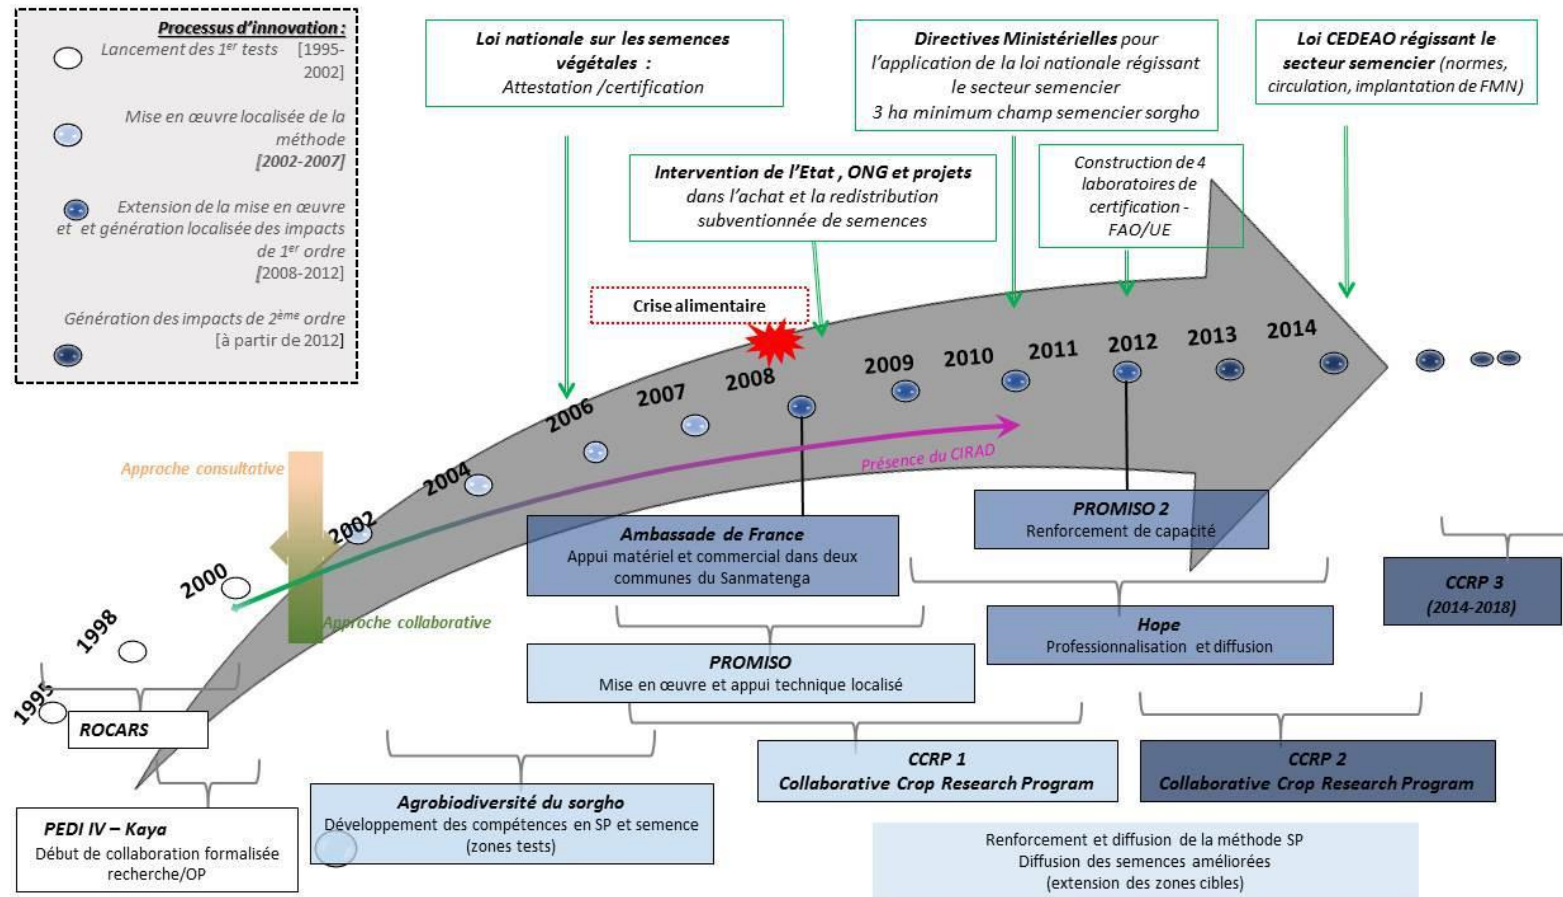 Processus d'innovation :
Lancement des 1er tests [1995-
2002]
Mise en œuvre localisée de la
méthode
[2002-2007]
Extension de la mise en œuvre
et et génération localisée des impacts
de 1er ordre
[2008-2012]
Génération des impacts de 2ème ordre
[à partir de 2012]
Loi nationale sur les semences
végétales :
Attestation /certification
Directives Ministérielles pour
l'application de la loi nationale régissant
le secteur semencier
3 ha minimum champ semencier sorgho
Loi CEDEAO régissant le
secteur semencier (normes,
circulation, implantation de FMN)
Intervention de l'Etat , ONG et projets
dans l'achat et la redistribution
subventionnée de semences
Construction de 4
laboratoires de
certification -
FAO/UE
Crise alimentaire
1995
1998
2000
2002
2004
2006
2007
2008
2009
2010
2011
2012
2013
2014
Approche consultative
Approche collaborative
Présence du CIRAD
Ambassade de France
Appui matériel et commercial dans deux
communes du Sanmatenga
PROMISO 2
Renforcement de capacité
CCRP 3
(2014-2018)
Hope
Professionnalisation et diffusion
PROMISO
Mise en œuvre et appui technique localisé
ROCARS
CCRP 1
Collaborative Crop Research Program
CCRP 2
Collaborative Crop Research Program
Agrobiodiversité du sorgho
Développement des compétences en SP et semence
(zones tests)
PEDI IV – Kaya
Début de collaboration formalisée
recherche/OP
Renforcement et diffusion de la méthode SP
Diffusion des semences améliorées
(extension des zones cibles)